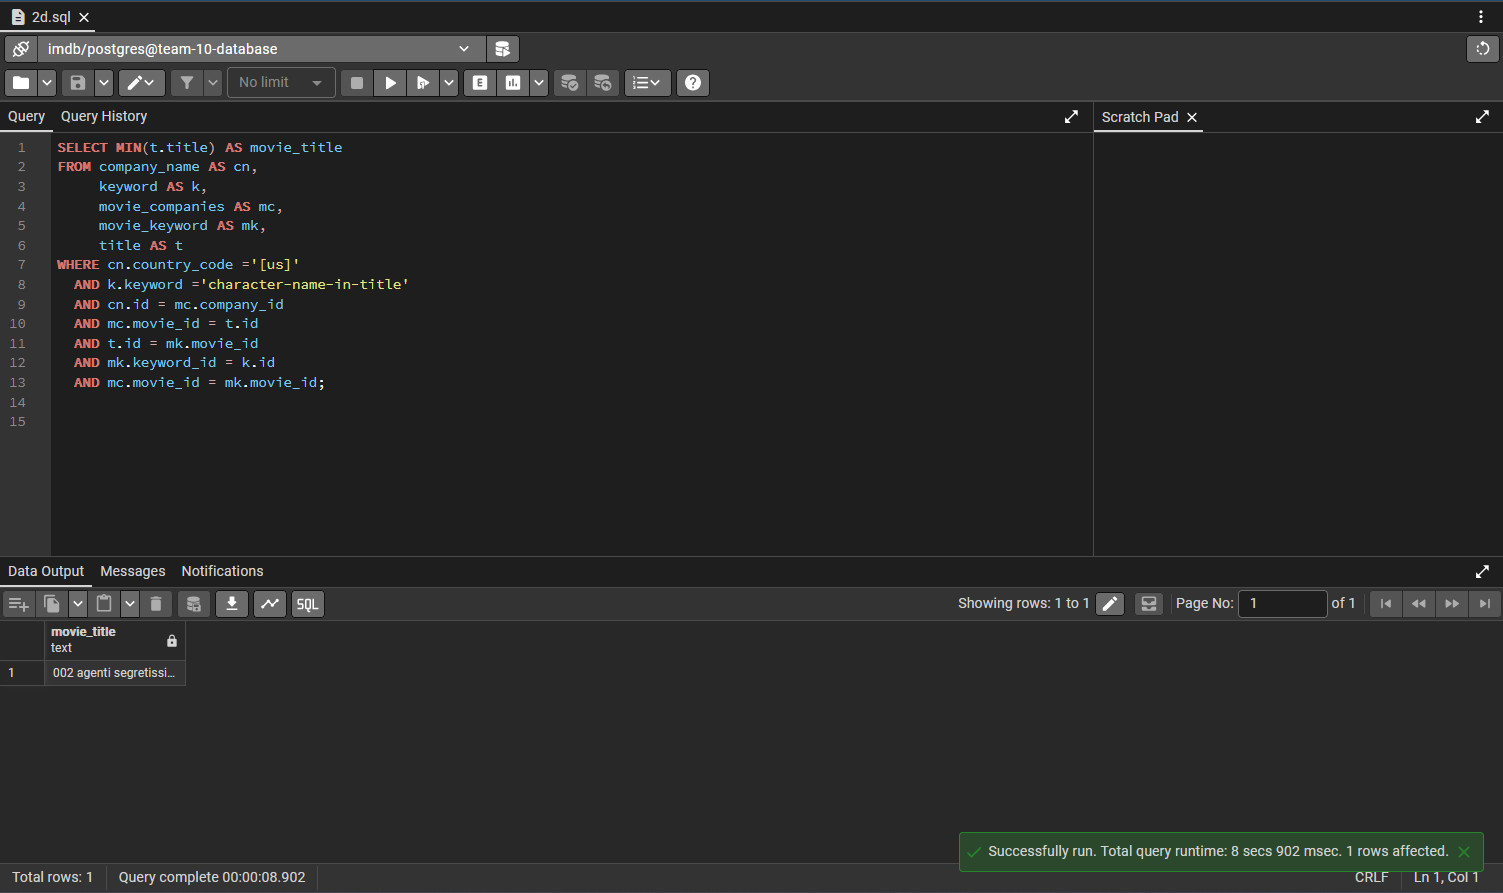 2d.sql
imdb/postgres@team-10-database
No limit
E
Query Query History
Scratch Pad
1 SELECT MIN(t.title) AS movie_title
2 FROM company_name AS cn,
3 keyword AS k,
4 movie_companies AS mc,
5 movie_keyword AS mk,
6 title AS t
7 WHERE cn.country_code ='[us]'
8 AND k.keyword ='character-name-in-title'
9 AND cn.id = mc.company_id
10 AND mc.movie_id = t.id
11 AND t.id = mk.movie_id
12 AND mk.keyword_id = k.id
13 AND mc.movie_id = mk.movie_id;
14
15
Data Output Messages Notifications
SQL
Showing rows: 1 to 1
Page No: 1 of 1
movie_title
text
1 002 agenti segretissi...
Successfully run. Total query runtime: 8 secs 902 msec. 1 rows affected.
Total rows: 1 Query complete 00:00:08.902
CRLF Ln 1, Col 1